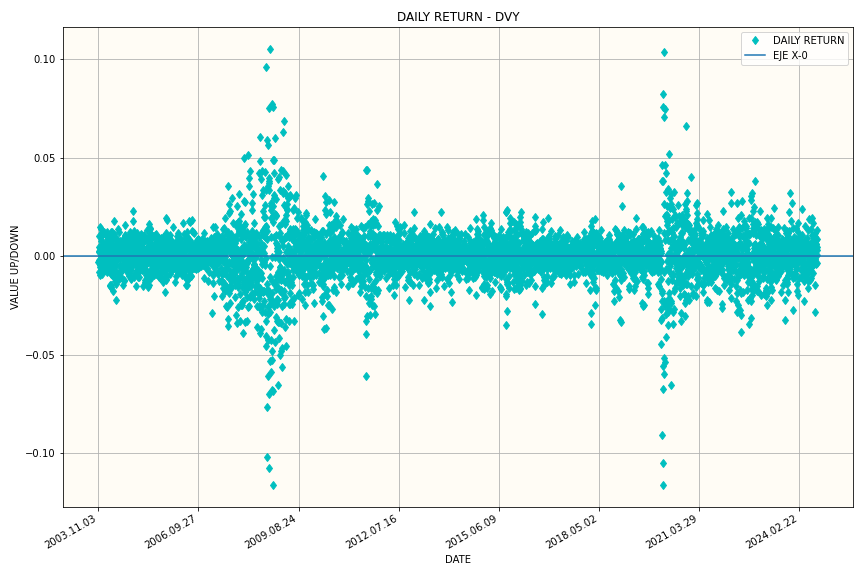 DAILY RETURN - DVY
DAILY RETURN
EJE X-0
0.10
0.05
0.00
−0.05
−0.10
VALUE UP/DOWN
2003.11.03
2006.09.27
2009.08.24
2012.07.16
2015.06.09
2018.05.02
2021.03.29
2024.02.22
DATE